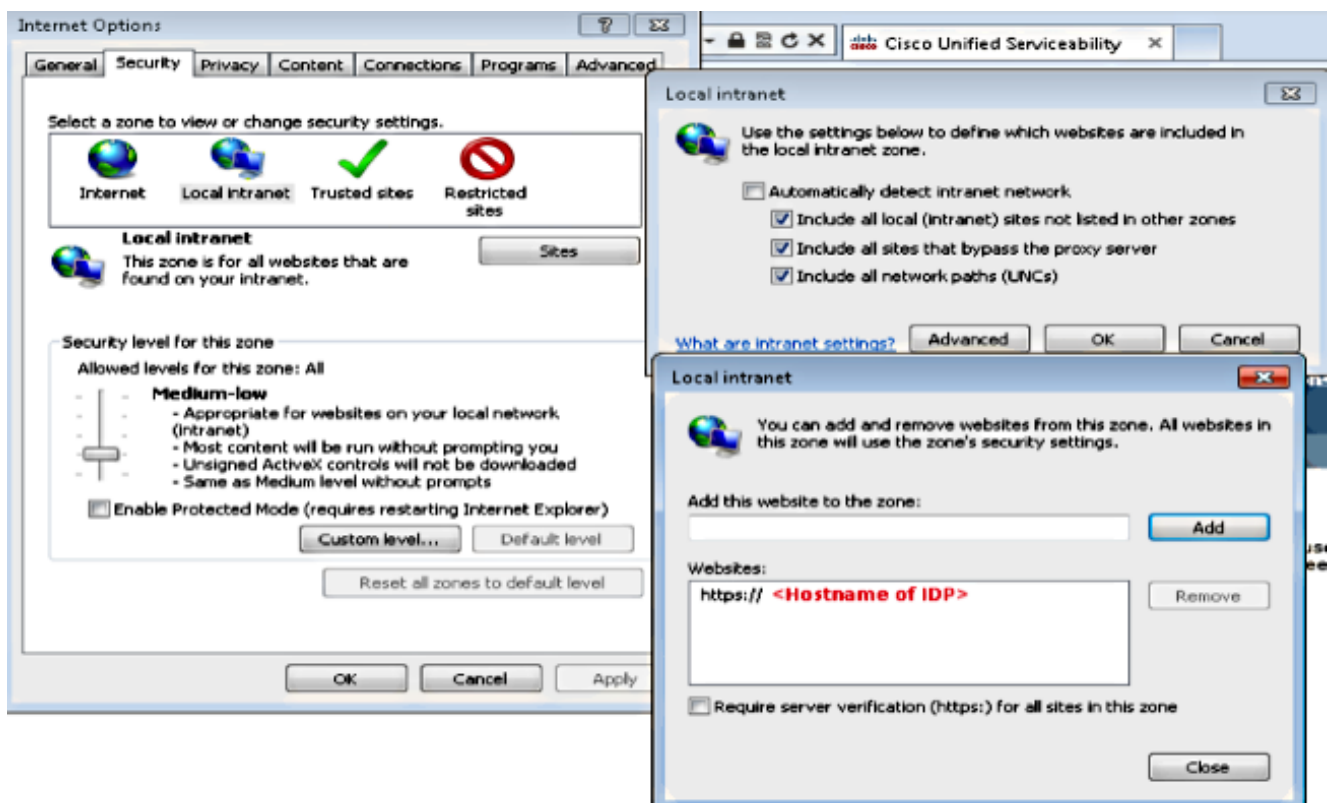 Internet Options
General Security Privacy Content Connections Programs Advanced
Select a zone to view or change security settings.
Internet
Local intranet
Trusted sites
Restricted
sites
Local intranet
This zone is for all websites that are
found on your intranet.
Sites
Security level for this zone
Allowed levels for this zone: All
Medium-low
- Appropriate for websites on your local network
(intranet)
- Most content will be run without prompting you
- Unsigned ActiveX controls will not be downloaded
- Same as Medium level without prompts
Enable Protected Mode (requires restarting Internet Explorer)
Custom level...
Default level
Reset all zones to default level
OK
Cancel
Apply
cisco Cisco Unified Serviceability
Local intranet
Use the settings below to define which websites are included in
the local intranet zone.
Automatically detect intranet network
Include all local (intranet) sites not listed in other zones
Include all sites that bypass the proxy server
Include all network paths (UNCs)
What are intranet settings?
Advanced
OK
Cancel
Local intranet
You can add and remove websites from this zone. All websites in
this zone will use the zone's security settings.
Add this website to the zone:
Add
Websites:
https:// <Hostname of IDP>
Remove
Require server verification (https:) for all sites in this zone
Close